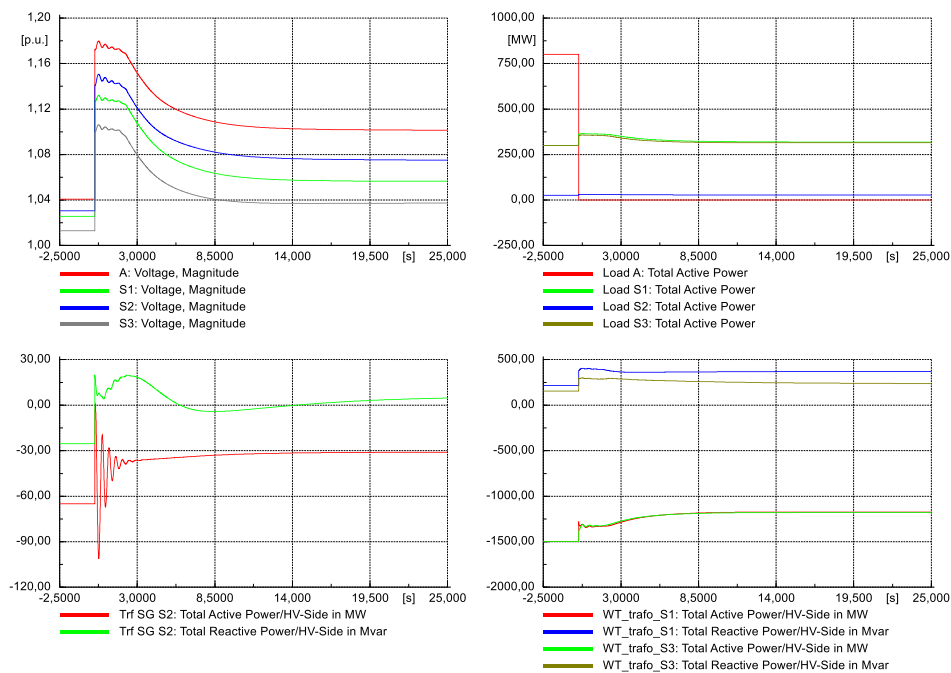 1,20
[p.u.]
1,16
1,12
1,08
1,04
1,00
-2,5000 3,0000 8,5000 14,000 19,500 [s] 25,000
A: Voltage, Magnitude
S1: Voltage, Magnitude
S2: Voltage, Magnitude
S3: Voltage, Magnitude
1000,00
[MW]
750,00
500,00
250,00
0,00
-250,00
-2,5000 3,0000 8,5000 14,000 19,500 [s] 25,000
Load A: Total Active Power
Load S1: Total Active Power
Load S2: Total Active Power
Load S3: Total Active Power
30,00
0,00
-30,00
-60,00
-90,00
-120,00
-2,5000 3,0000 8,5000 14,000 19,500 [s] 25,000
Trf SG S2: Total Active Power/HV-Side in MW
Trf SG S2: Total Reactive Power/HV-Side in Mvar
500,00
0,00
-500,00
-1000,00
-1500,00
-2000,00
-2,5000 3,0000 8,5000 14,000 19,500 [s] 25,000
WT_trafo_S1: Total Active Power/HV-Side in MW
WT_trafo_S1: Total Reactive Power/HV-Side in Mvar
WT_trafo_S3: Total Active Power/HV-Side in MW
WT_trafo_S3: Total Reactive Power/HV-Side in Mvar